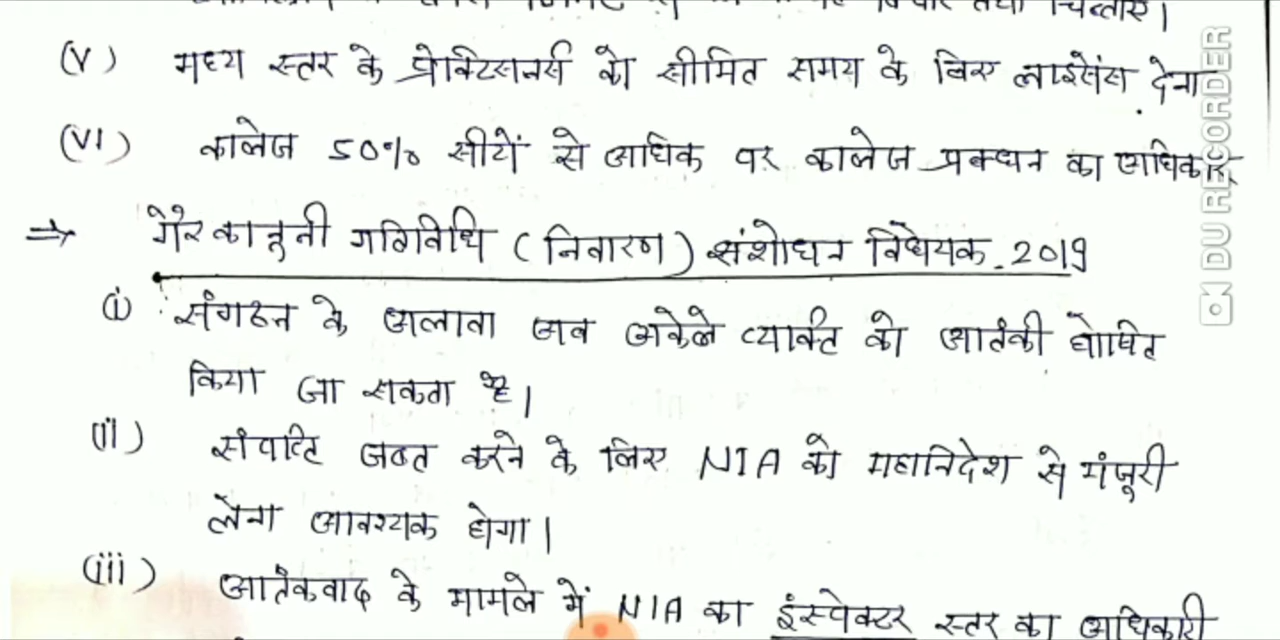 चिन्ताएं।
(V) मध्य स्तर के प्रेक्टिसनर्स को सीमित समय के लिए लाइसेंस देना
(VI) कालेज 50% सीटों से अधिक पर कालेज प्रबन्धन का अधिकार
⇒ गैरकानूनी गतिविधि (निवारण) संशोधन विधेयक - 2019
(i) संगठन के अलावा अब अकेले व्यक्ति को आतंकी घोषित
किया जा सकता है।
(ii) संपत्ति जब्त करने के लिए NIA को महानिदेश से मंजूरी
लेना आवश्यक होगा।
(iii) आतंकवाद के मामले में NIA का इंस्पेक्टर स्तर का अधिकारी
DU RECORDER